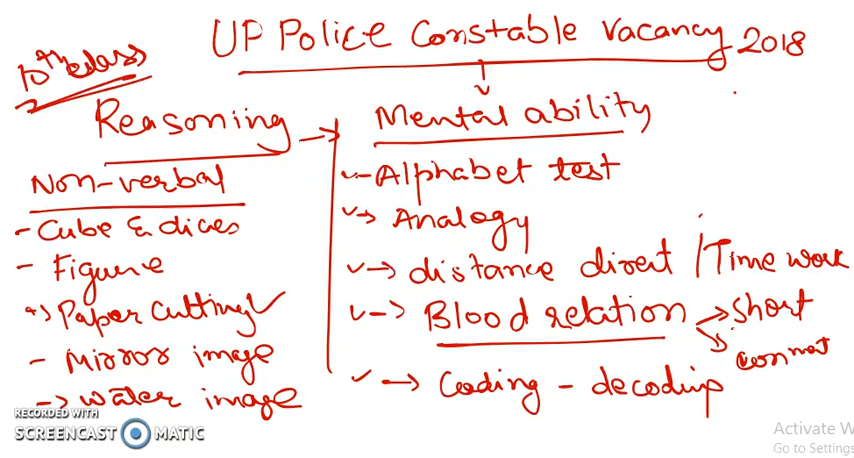 UP Police Constable Vacancy 2018
10th class
Reasoning →
Non-verbal
- Cube & dices
- Figure
→ Paper Cutting ✓
- Mirror image
→ Water image
Mental ability
✓- Alphabet test
✓→ Analogy
✓→ distance direct / Time work
✓→ Blood relation → Short
✓→ Coding - decoding
RECORDED WITH
SCREENCAST MATIC
Activate W
Go to Settings